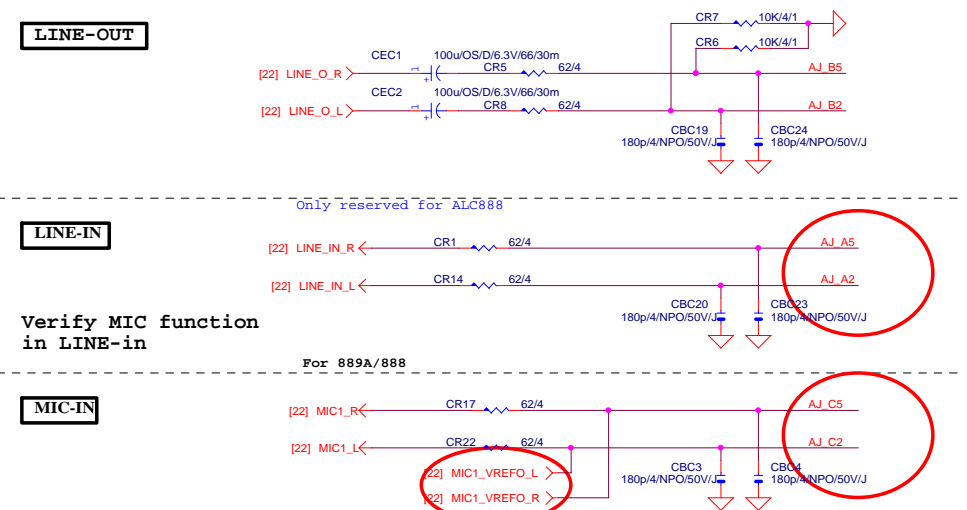 LINE-OUT
CR7 10K/4/1
CR6 10K/4/1
CEC1 100u/OS/D/6.3V/66/30m
[22] LINE_O_R 1 + CR5 62/4 AJ_B5
CEC2 100u/OS/D/6.3V/66/30m
[22] LINE_O_L 1 + CR8 62/4 AJ_B2
CBC19 CBC24
180p/4/NPO/50V/J 180p/4/NPO/50V/J
Only reserved for ALC888
LINE-IN
[22] LINE_IN_R CR1 62/4 AJ_A5
[22] LINE_IN_L CR14 62/4 AJ_A2
CBC20 CBC23
180p/4/NPO/50V/J 180p/4/NPO/50V/J
Verify MIC function
in LINE-in
For 889A/888
MIC-IN
[22] MIC1_R CR17 62/4 AJ_C5
[22] MIC1_L CR22 62/4 AJ_C2
[22] MIC1_VREFO_L CBC3 CBC4
180p/4/NPO/50V/J 180p/4/NPO/50V/J
[22] MIC1_VREFO_R